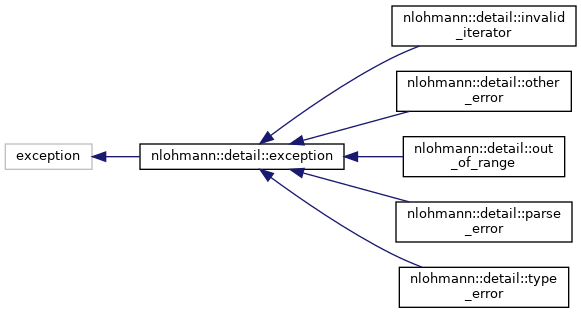 nlohmann::detail::invalid
_iterator
nlohmann::detail::other
_error
exception
nlohmann::detail::exception
nlohmann::detail::out
_of_range
nlohmann::detail::parse
_error
nlohmann::detail::type
_error